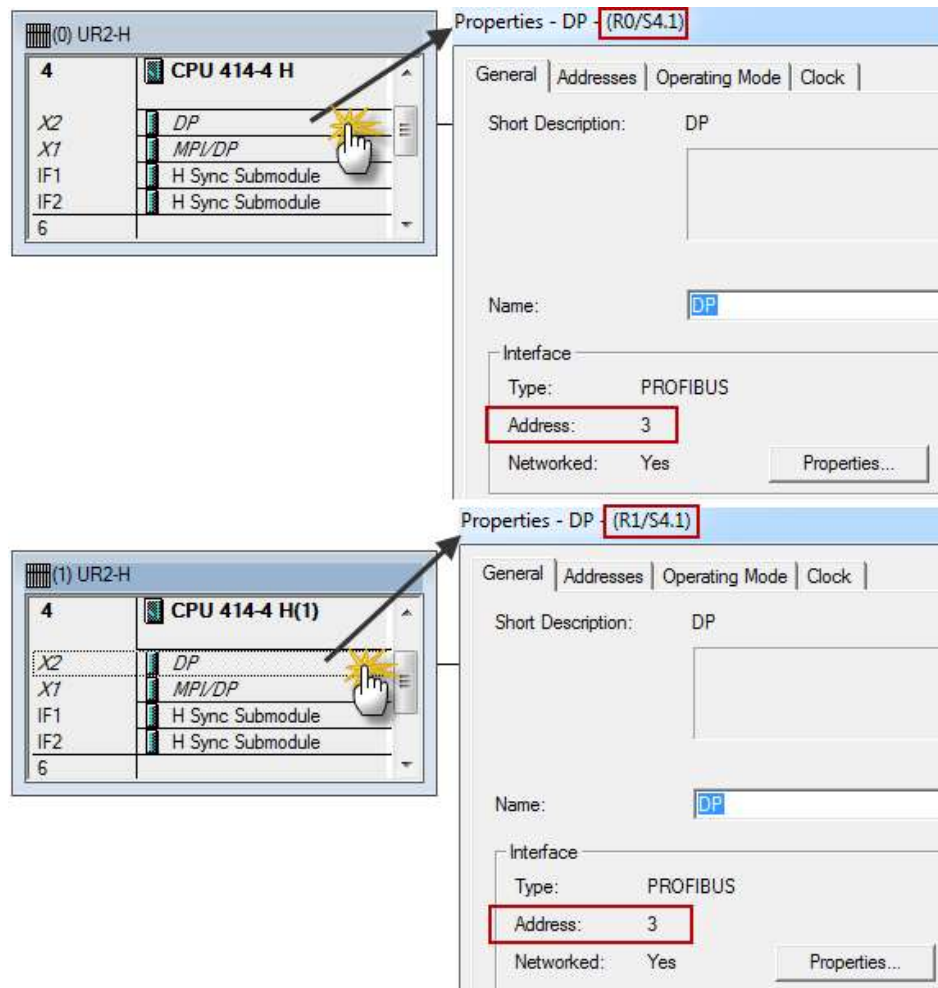 (0) UR2-H
4 CPU 414-4 H
X2 DP
X1 MPI/DP
IF1 H Sync Submodule
IF2 H Sync Submodule
6
Properties - DP - (R0/S4.1)
General Addresses Operating Mode Clock
Short Description: DP
Name: DP
Interface
Type: PROFIBUS
Address: 3
Networked: Yes Properties...
(1) UR2-H
4 CPU 414-4 H(1)
X2 DP
X1 MPI/DP
IF1 H Sync Submodule
IF2 H Sync Submodule
6
Properties - DP - (R1/S4.1)
General Addresses Operating Mode Clock
Short Description: DP
Name: DP
Interface
Type: PROFIBUS
Address: 3
Networked: Yes Properties...